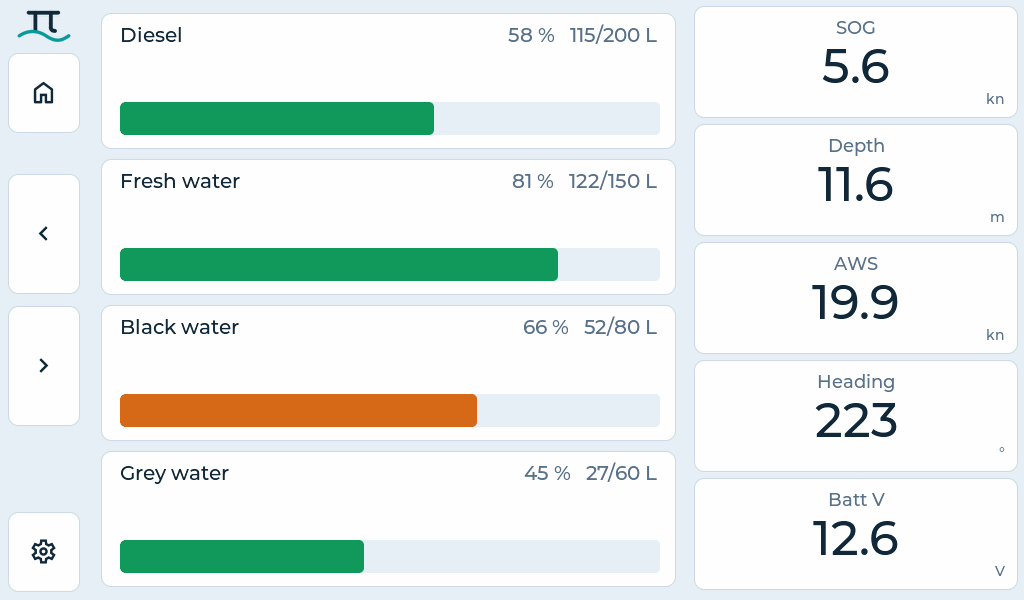 Diesel 58 % 115/200 L
Fresh water 81 % 122/150 L
Black water 66 % 52/80 L
Grey water 45 % 27/60 L
SOG
5.6
kn
Depth
11.6
m
AWS
19.9
kn
Heading
223
°
Batt V
12.6
V